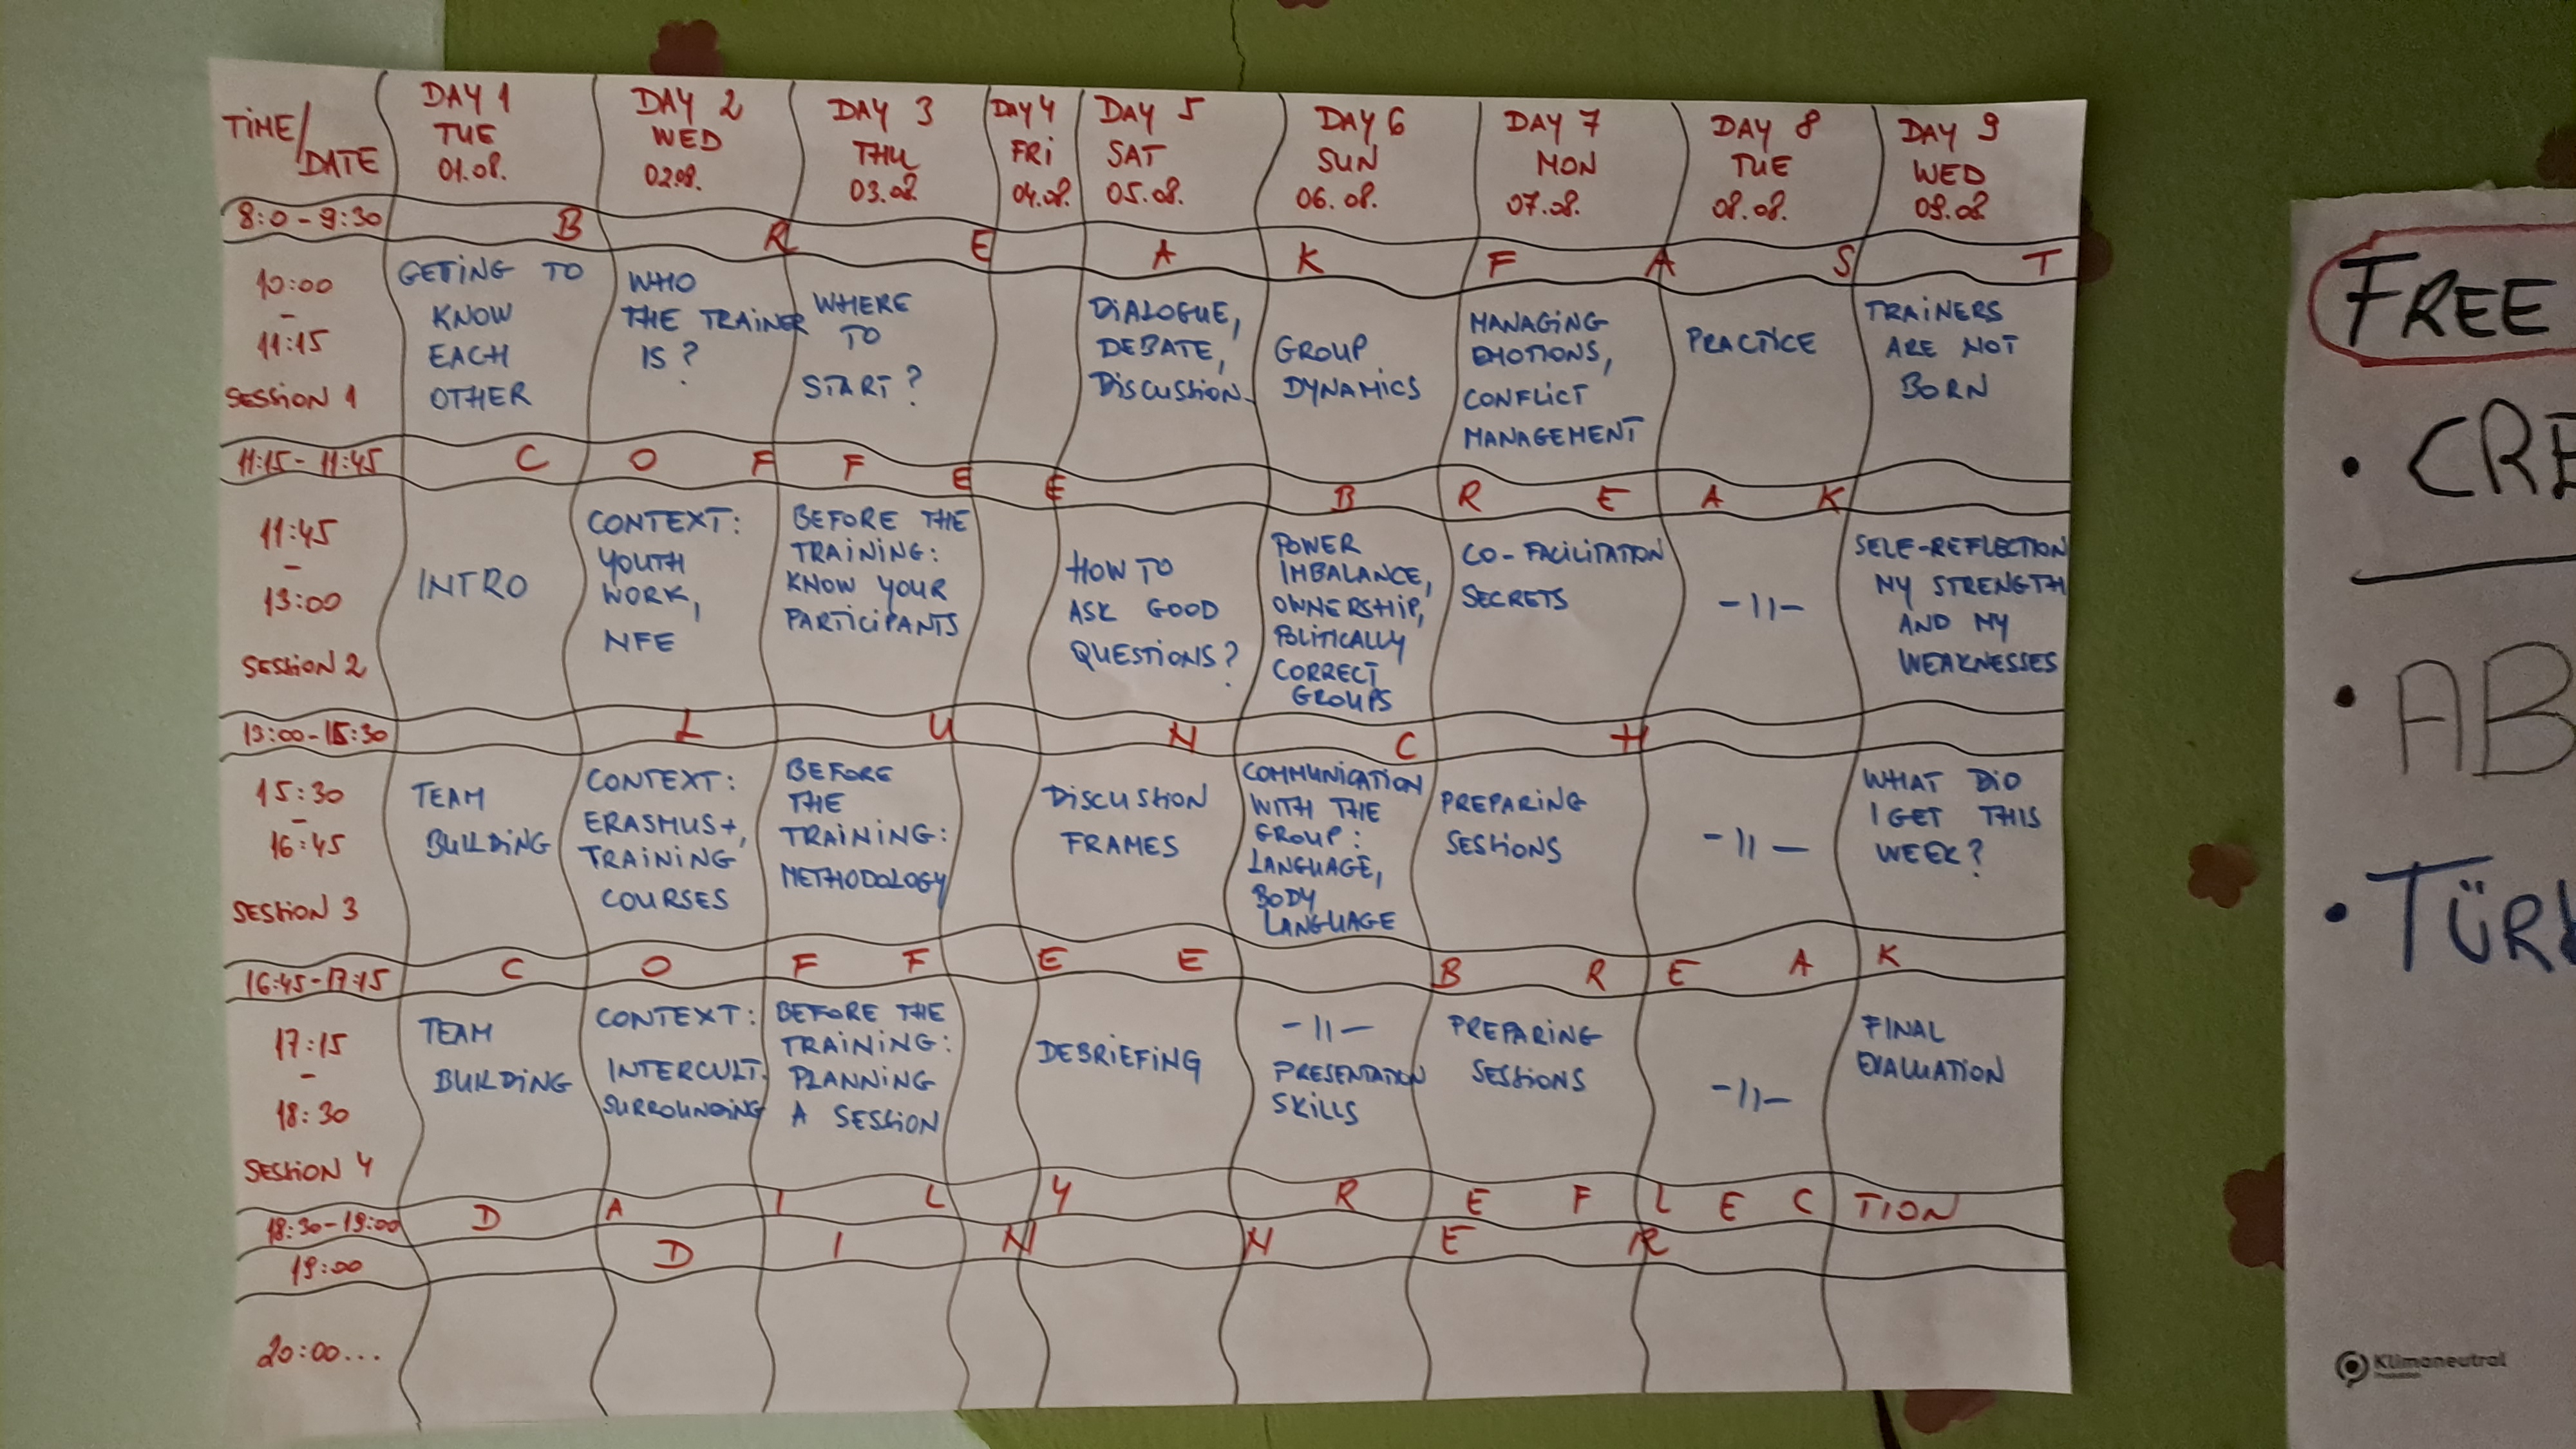 TIME/DATE
DAY 1
TUE
01.08.
DAY 2
WED
02.08.
DAY 3
THU
03.08
DAY 4
FRI
04.08.
DAY 5
SAT
05.08.
DAY 6
SUN
06.08.
DAY 7
MON
07.08.
DAY 8
TUE
08.08.
DAY 9
WED
09.08
8:0-9:30
B R E A K F A S T
10:00
-
11:15
SESSION 1
GETING TO
KNOW
EACH
OTHER
WHO
THE TRAINER
IS?
WHERE
TO
START?
DIALOGUE,
DEBATE,
DISCUSSION
GROUP
DYNAMICS
MANAGING
EMOTIONS,
CONFLICT
MANAGEMENT
PRACTICE
TRAINERS
ARE NOT
BORN
11:15-11:45
C O F F E E B R E A K
11:45
-
13:00
SESSION 2
INTRO
CONTEXT:
YOUTH
WORK,
NFE
BEFORE THE
TRAINING:
KNOW YOUR
PARTICIPANTS
HOW TO
ASK GOOD
QUESTIONS?
POWER
IMBALANCE,
OWNERSHIP,
POLITICALLY
CORRECT
GROUPS
CO-FACILITATION
SECRETS
-11-
SELF-REFLECTION
MY STRENGTH
AND MY
WEAKNESSES
13:00-15:30
L U N C H
15:30
-
16:45
SESSION 3
TEAM
BUILDING
CONTEXT:
ERASMUS+,
TRAINING
COURSES
BEFORE
THE
TRAINING:
METHODOLOGY
DISCUSSION
FRAMES
COMMUNICATION
WITH THE
GROUP:
LANGUAGE,
BODY
LANGUAGE
PREPARING
SESSIONS
-11-
WHAT DID
I GET THIS
WEEK?
16:45-17:15
C O F F E E B R E A K
17:15
-
18:30
SESSION 4
TEAM
BUILDING
CONTEXT:
INTERCULT.
SURROUNDING
BEFORE THE
TRAINING:
PLANNING
A SESSION
DEBRIEFING
-11-
PRESENTATION
SKILLS
PREPARING
SESSIONS
-11-
FINAL
EVALUATION
18:30-19:00
D A I L Y R E F L E C TION
19:00
D I N N E R
20:00...
FREE
• CRE
• AB
• TÜR
Klimaneutral